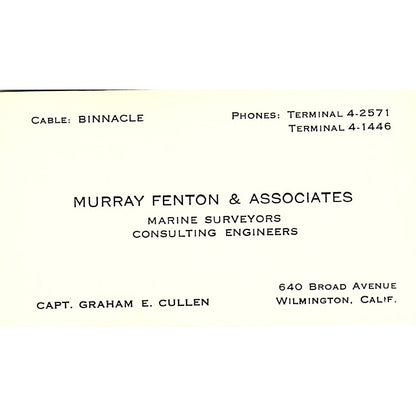 CABLE: BINNACLE
PHONES: TERMINAL 4-2571
TERMINAL 4-1446
MURRAY FENTON & ASSOCIATES
MARINE SURVEYORS
CONSULTING ENGINEERS
CAPT. GRAHAM E. CULLEN
640 BROAD AVENUE
WILMINGTON, CALIF.